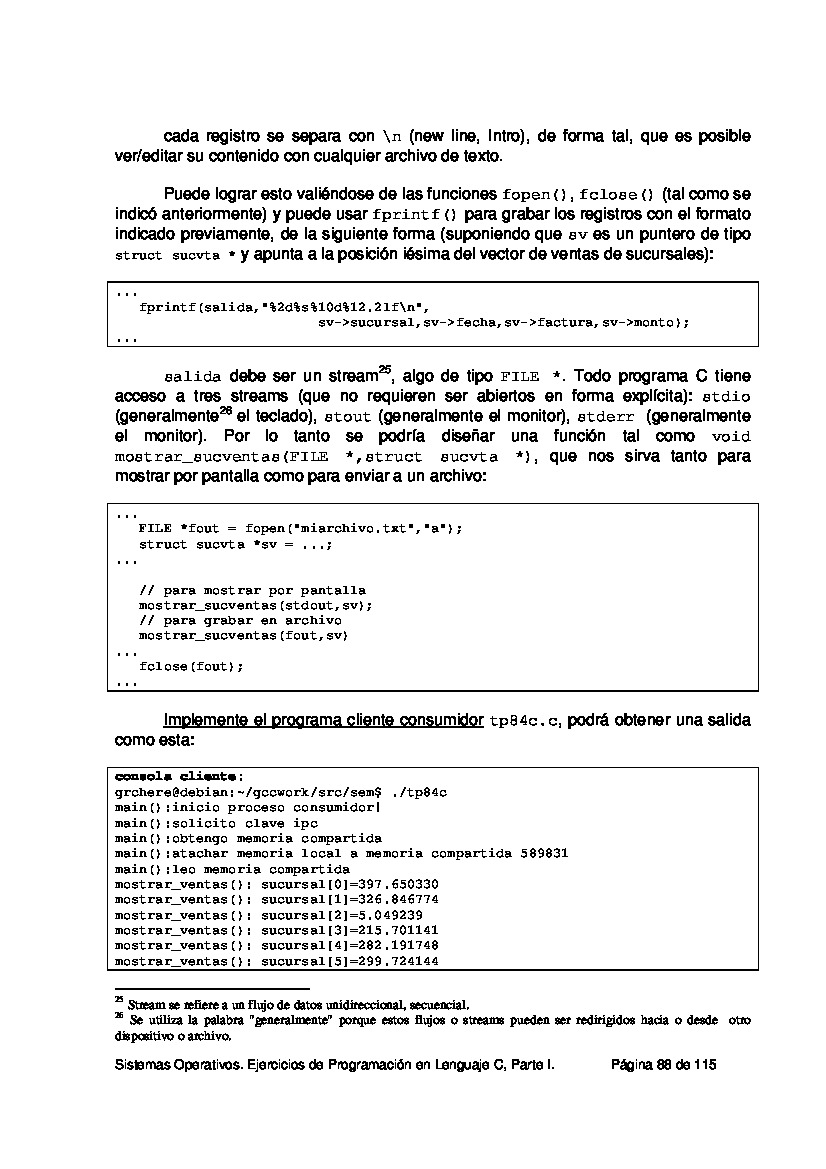 cada registro se separa con \n (new line, Intro), de forma tal, que es posible
ver/editar su contenido con cualquier archivo de texto.
Puede lograr esto valiéndose de las funciones fopen(), fclose() (tal como se
indicó anteriormente) y puede usar fprintf() para grabar los registros con el formato
indicado previamente, de la siguiente forma (suponiendo que sv es un puntero de tipo
struct sucvta * y apunta a la posición iésima del vector de ventas de sucursales):
...
fprintf(salida,"%2d%s%10d%12.2lf\n",
sv->sucursal,sv->fecha,sv->factura,sv->monto);
...
salida debe ser un stream25, algo de tipo FILE *. Todo programa C tiene
acceso a tres streams (que no requieren ser abiertos en forma explícita): stdio
(generalmente26 el teclado), stout (generalmente el monitor), stderr (generalmente
el monitor). Por lo tanto se podría diseñar una función tal como void
mostrar_sucventas(FILE *,struct sucvta *), que nos sirva tanto para
mostrar por pantalla como para enviar a un archivo:
...
FILE *fout = fopen("miarchivo.txt","a");
struct sucvta *sv = ...;
...
// para mostrar por pantalla
mostrar_sucventas(stdout,sv);
// para grabar en archivo
mostrar_sucventas(fout,sv)
...
fclose(fout);
...
Implemente el programa cliente consumidor tp84c.c, podrá obtener una salida
como esta:
consola cliente:
grchere@debian:~/gccwork/src/sem$ ./tp84c
main():inicio proceso consumidor|
main():solicito clave ipc
main():obtengo memoria compartida
main():atachar memoria local a memoria compartida 589831
main():leo memoria compartida
mostrar_ventas(): sucursal[0]=397.650330
mostrar_ventas(): sucursal[1]=326.846774
mostrar_ventas(): sucursal[2]=5.049239
mostrar_ventas(): sucursal[3]=215.701141
mostrar_ventas(): sucursal[4]=282.191748
mostrar_ventas(): sucursal[5]=299.724144
25 Stream se refiere a un flujo de datos unidireccional, secuencial.
26 Se utiliza la palabra "generalmente" porque estos flujos o streams pueden ser redirigidos hacia o desde otro
dispositivo o archivo.
Sistemas Operativos. Ejercicios de Programación en Lenguaje C, Parte I. Página 88 de 115